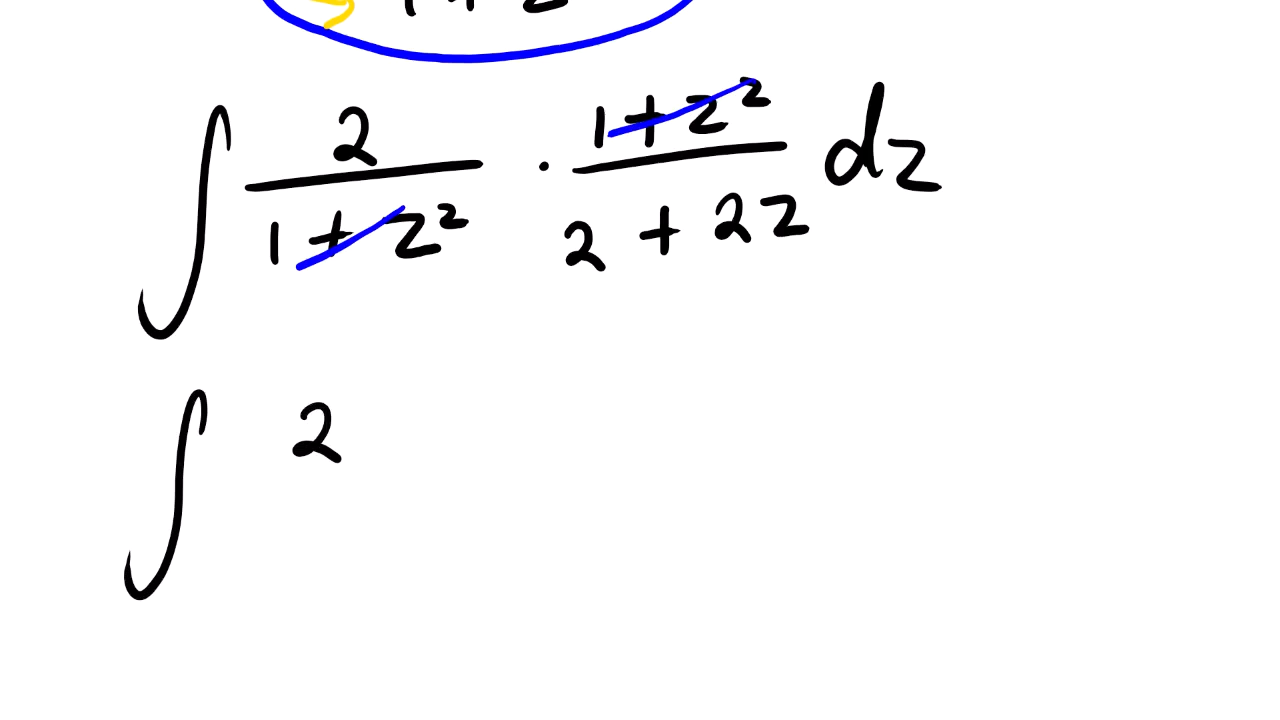 ∫ 2/(1+z²) · (1+z²)/(2+2z) dz
∫ 2